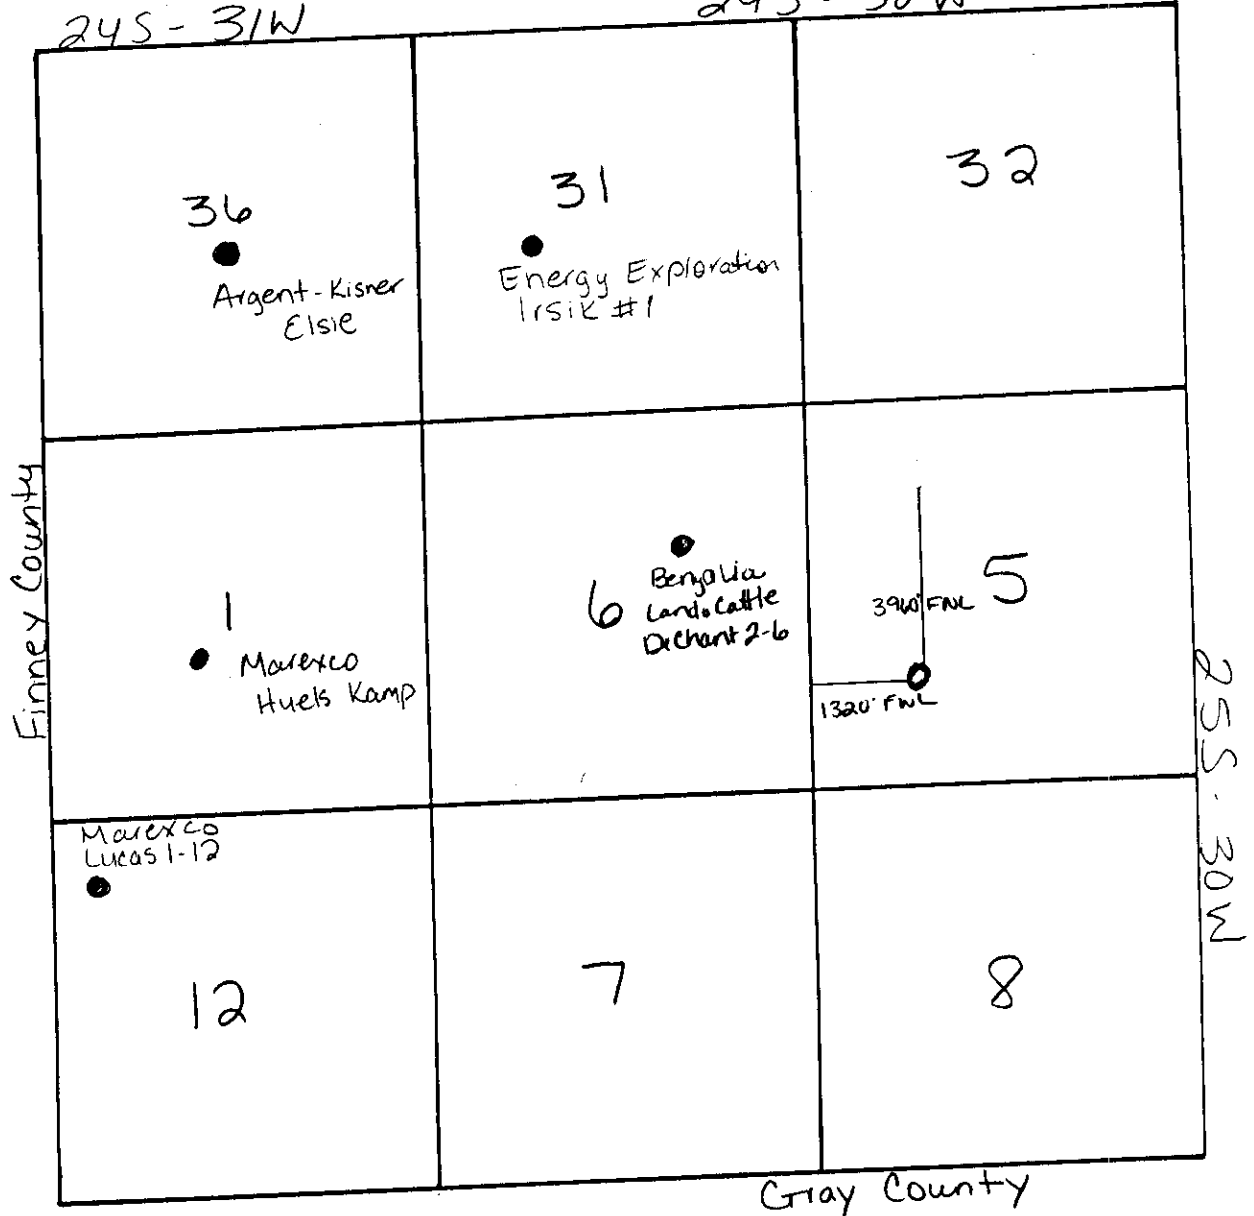 24S - 31W
24S - 30W
36
Argent-Kisner
Elsie
31
Energy Exploration
Irsik #1
32
Finney County
1
Marexco
Huels Kamp
6
Land & Cattle
DeChant 2-6
3960' FNL
5
1320' FWL
25S - 30W
Marexco
Lucas 1-12
12
7
8
Gray County